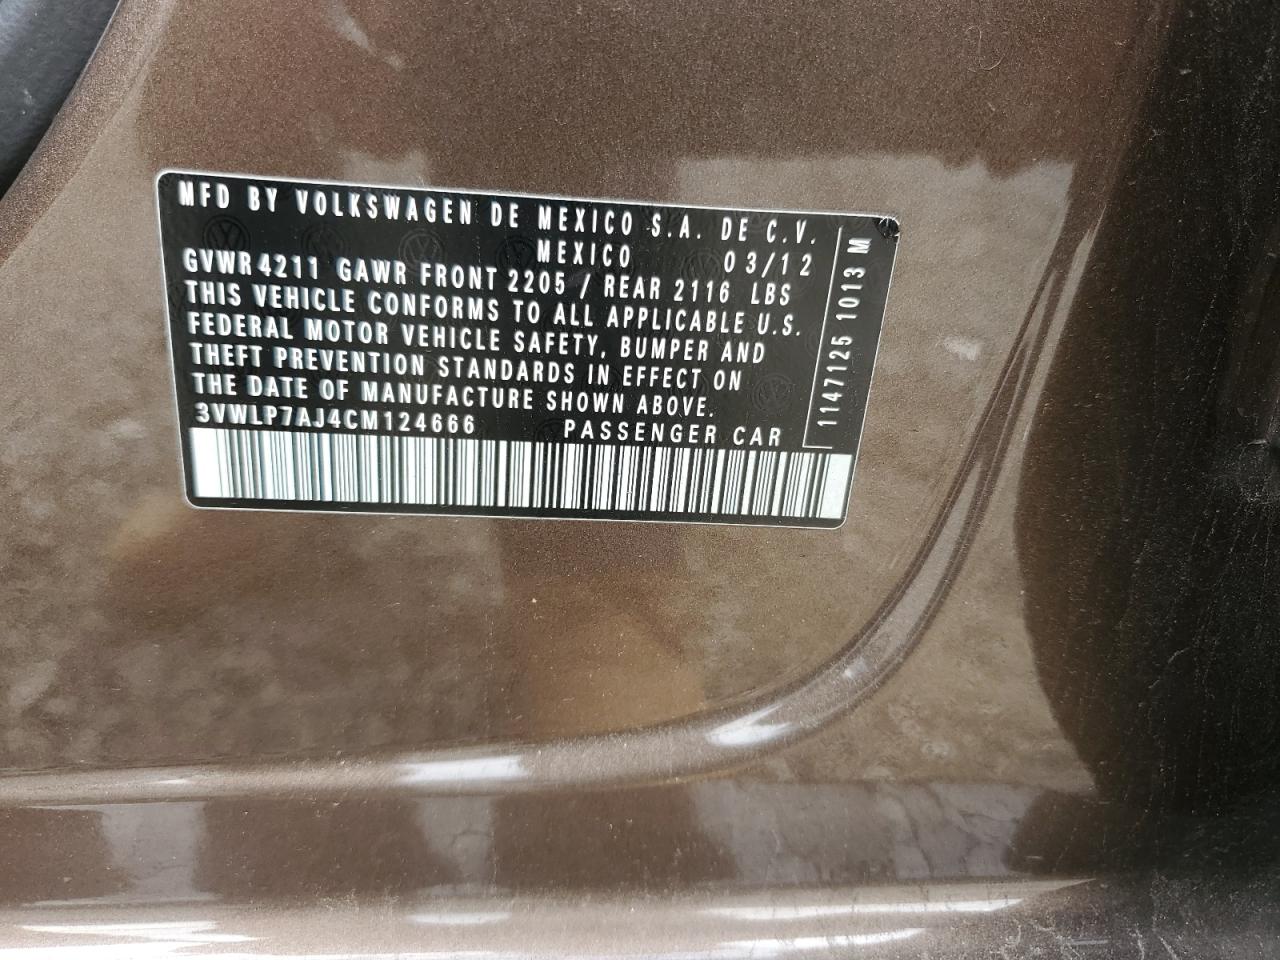 MFD BY VOLKSWAGEN DE MEXICO S.A. DE C.V.
MEXICO 03/12
GVWR 4211 GAWR FRONT 2205 / REAR 2116 LBS
THIS VEHICLE CONFORMS TO ALL APPLICABLE U.S.
FEDERAL MOTOR VEHICLE SAFETY, BUMPER AND
THEFT PREVENTION STANDARDS IN EFFECT ON
THE DATE OF MANUFACTURE SHOWN ABOVE.
3VWLP7AJ4CM124666 PASSENGER CAR
1147125 1013 M